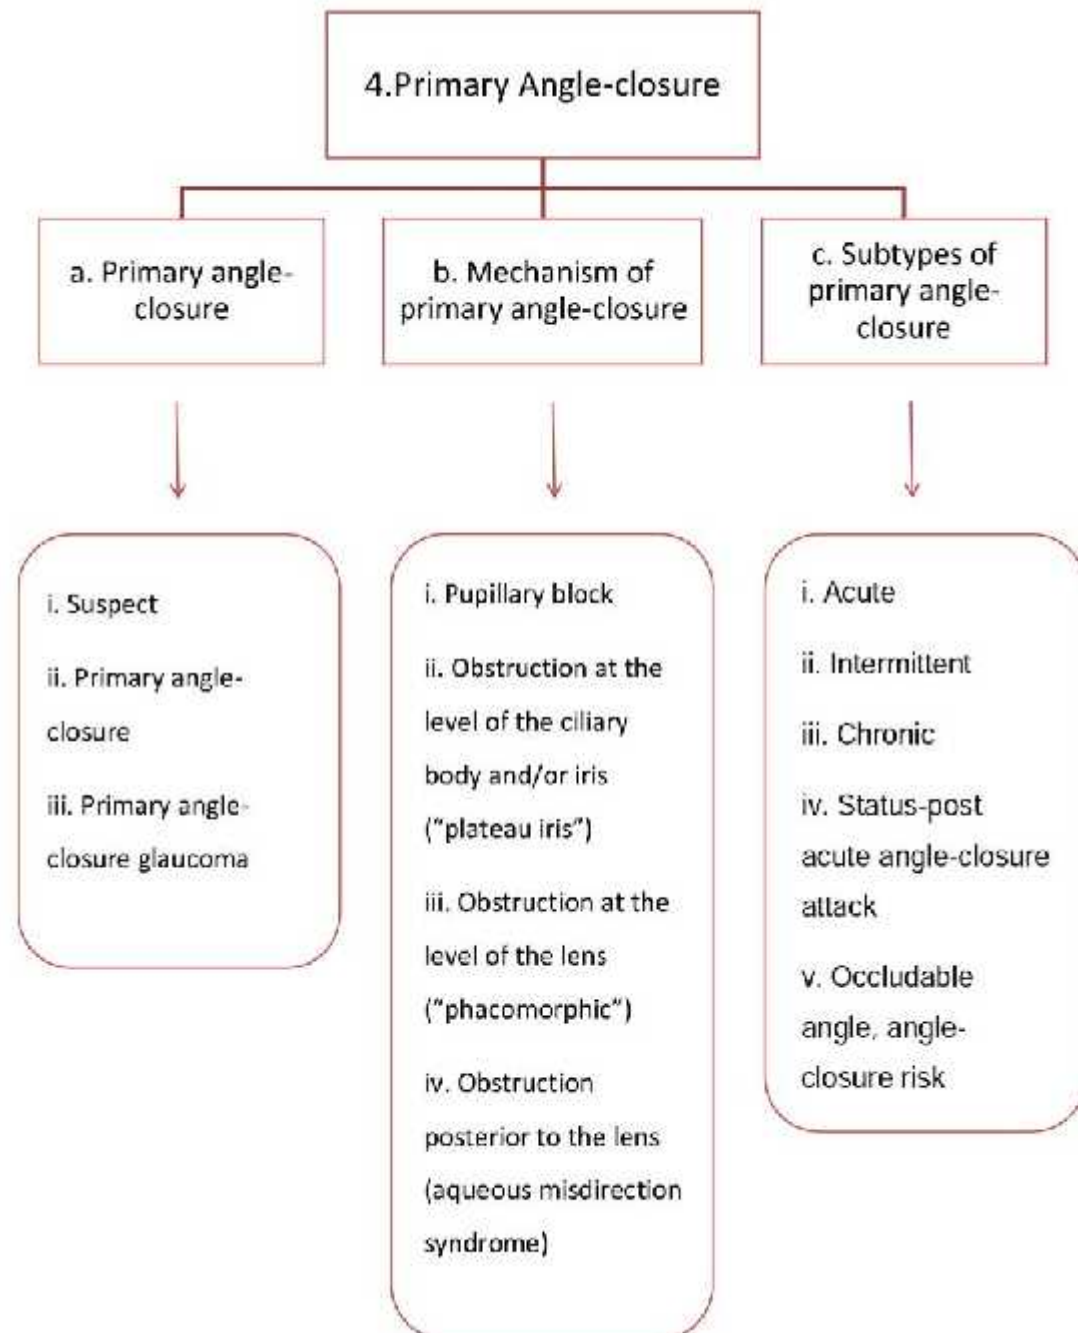 4.Primary Angle-closure
a. Primary angle-
closure
b. Mechanism of
primary angle-closure
c. Subtypes of
primary angle-
closure
i. Suspect
ii. Primary angle-
closure
iii. Primary angle-
closure glaucoma
i. Pupillary block
ii. Obstruction at the
level of the ciliary
body and/or iris
(“plateau iris”)
iii. Obstruction at the
level of the lens
(“phacomorphic”)
iv. Obstruction
posterior to the lens
(aqueous misdirection
syndrome)
i. Acute
ii. Intermittent
iii. Chronic
iv. Status-post
acute angle-closure
attack
v. Occludable
angle, angle-
closure risk